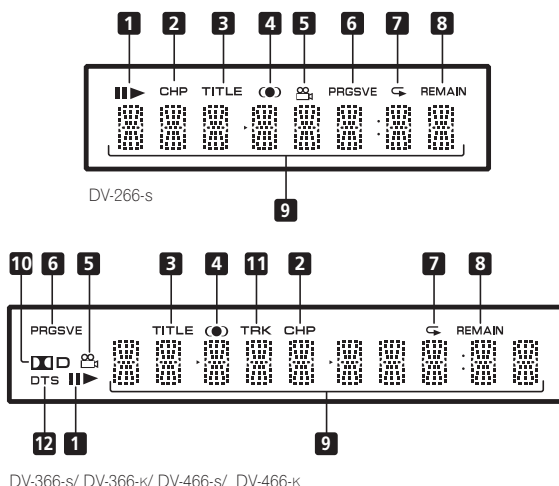 1 2 3 4 5 6 7 8
CHP TITLE PRGSVE REMAIN
9
DV-266-s
10 6 5 3 4 11 2 7 8
PRGSVE TITLE TRK CHP REMAIN
D
DTS
12 1 9
DV-366-s/ DV-366-K/ DV-466-s/ DV-466-K